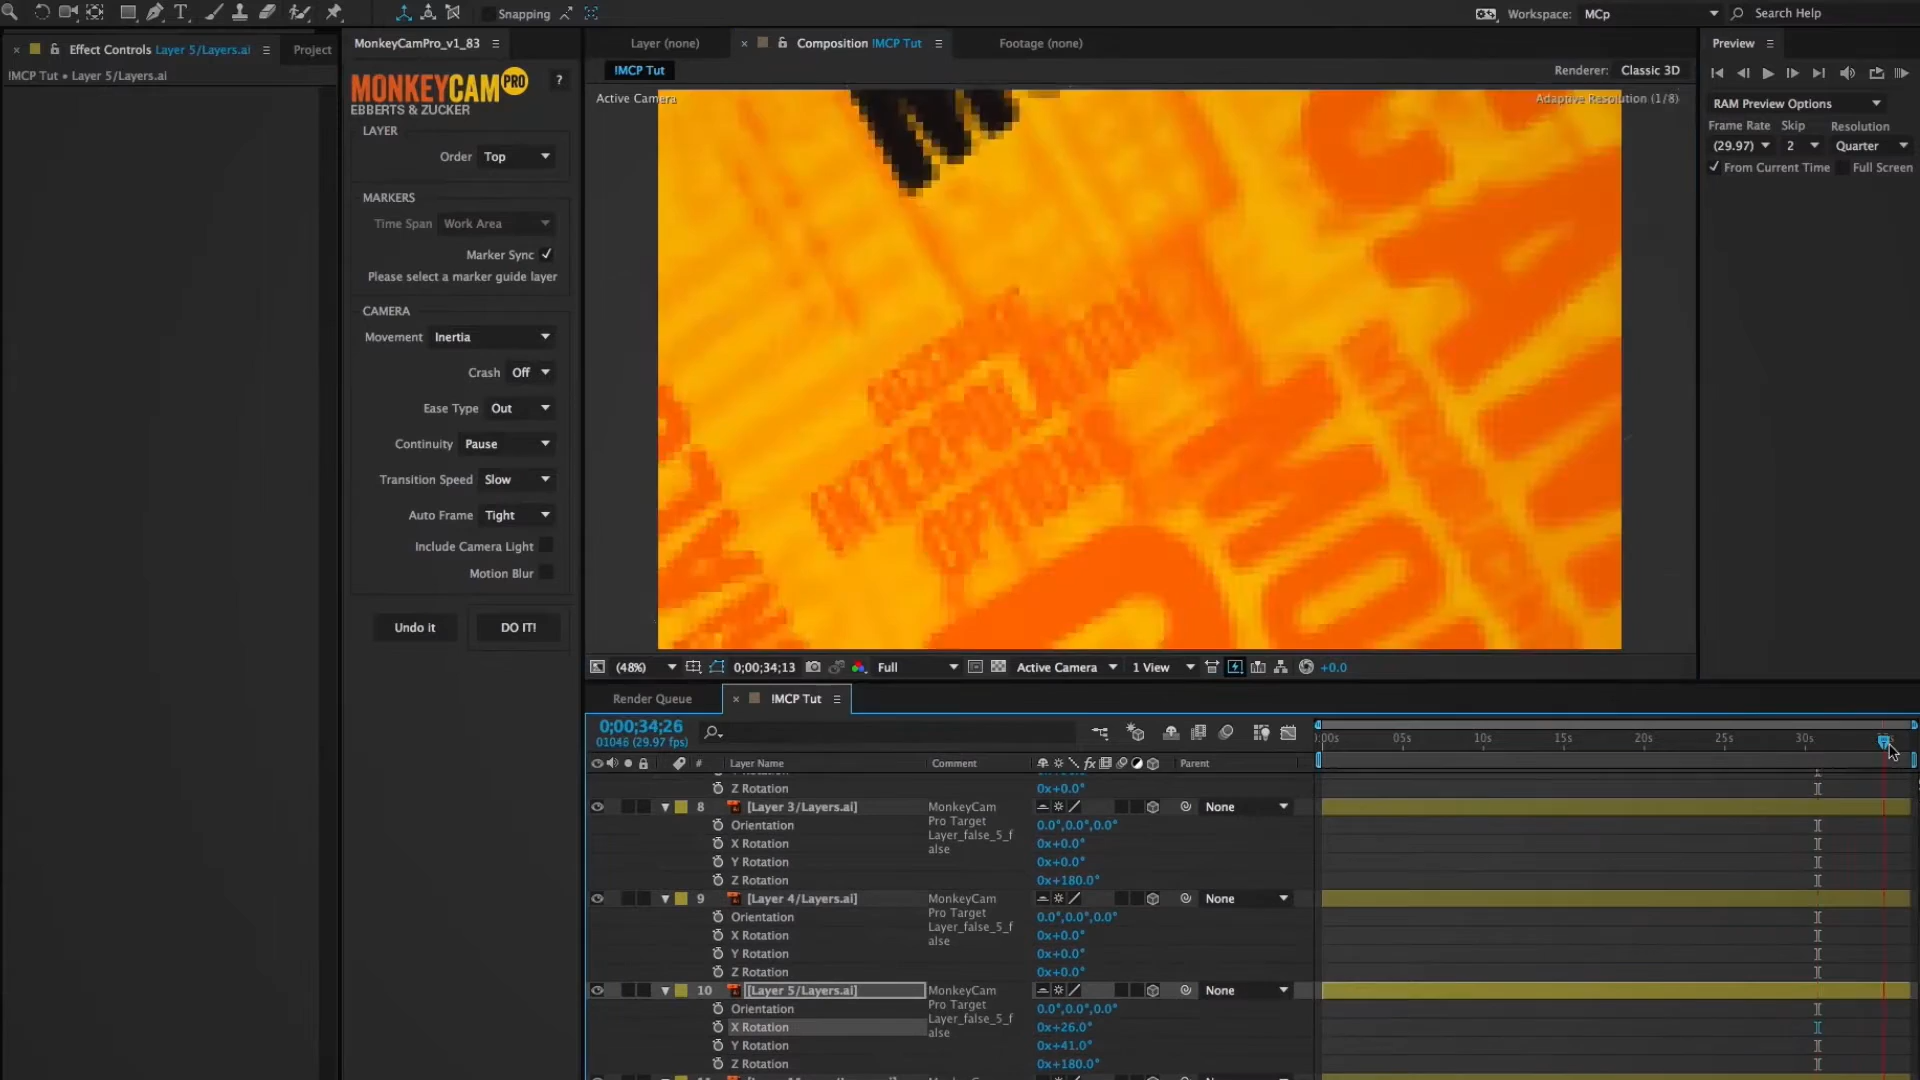 Snapping
Workspace: MCp
Search Help
× Effect Controls Layer 5/Layers.ai
Project
MonkeyCamPro_v1_83
Layer (none)
× Composition !MCP Tut
Footage (none)
Preview
!MCP Tut • Layer 5/Layers.ai
!MCP Tut
Renderer: Classic 3D
MONKEYCAM PRO
?
EBBERTS & ZUCKER
Active Camera
Adaptive Resolution (1/8)
RAM Preview Options
Frame Rate Skip Resolution
(29.97) 2 Quarter
From Current Time Full Screen
LAYER
Order Top
MARKERS
Time Span Work Area
Marker Sync
Please select a marker guide layer
CAMERA
Movement Inertia
Crash Off
Ease Type Out
Continuity Pause
Transition Speed Slow
Auto Frame Tight
Include Camera Light
Motion Blur
Undo it
DO IT!
OPTIONS
(48%) 0;00;34;13 Full Active Camera 1 View +0.0
Render Queue
× !MCP Tut
0;00;34;26
01046 (29.97 fps)
):00s 05s 10s 15s 20s 25s 30s
# Layer Name Comment fx Parent
Z Rotation 0x+0.0°
8 [Layer 3/Layers.ai] MonkeyCam None
Pro Target
Layer_false_5_f
alse
Orientation 0.0°,0.0°,0.0°
X Rotation 0x+0.0°
Y Rotation 0x+0.0°
Z Rotation 0x+180.0°
9 [Layer 4/Layers.ai] MonkeyCam None
Pro Target
Layer_false_5_f
alse
Orientation 0.0°,0.0°,0.0°
X Rotation 0x+0.0°
Y Rotation 0x+0.0°
Z Rotation 0x+0.0°
10 [Layer 5/Layers.ai] MonkeyCam None
Pro Target
Layer_false_5_f
alse
Orientation 0.0°,0.0°,0.0°
X Rotation 0x+26.0°
Y Rotation 0x+41.0°
Z Rotation 0x+180.0°